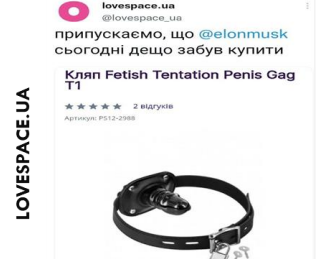 lovespace.ua
@lovespace_ua
припускаємо, що @elonmusk
сьогодні дещо забув купити
Кляп Fetish Tentation Penis Gag
T1
2 відгуків
Артикул: PS12-2988
LOVESPACE.UA